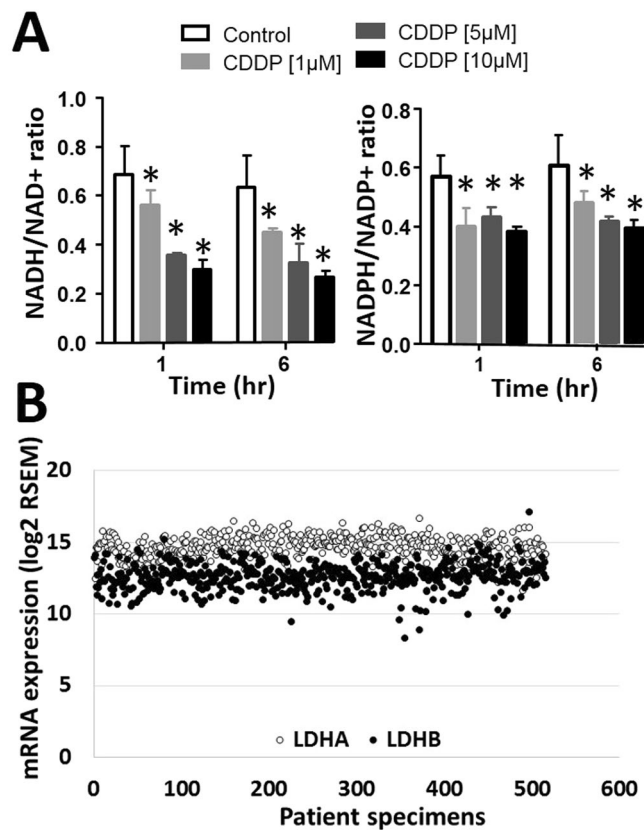 A
Control
CDDP [5µM]
CDDP [1µM]
CDDP [10µM]
NADH/NAD+ ratio
1.0
0.8
0.6
0.4
0.2
0.0
* * * * * *
1 6
Time (hr)
NADPH/NADP+ ratio
0.8
0.6
0.4
0.2
0.0
* * * * * *
1 6
Time (hr)
B
mRNA expression (log2 RSEM)
20
15
10
5
0
LDHA LDHB
0 100 200 300 400 500 600
Patient specimens